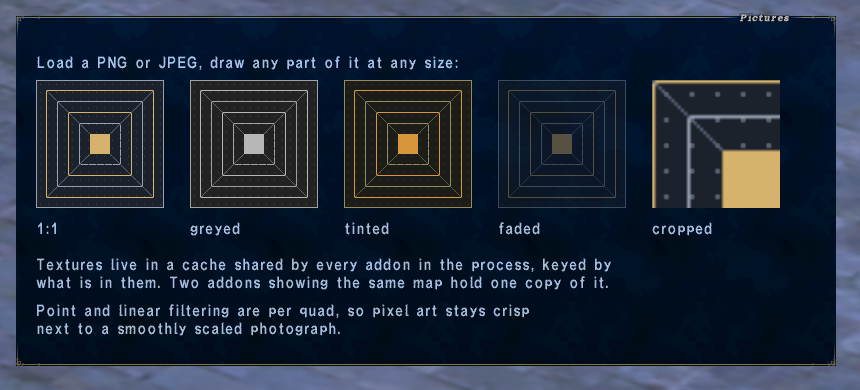 Pictures
Load a PNG or JPEG, draw any part of it at any size:
1:1
greyed
tinted
faded
cropped
Textures live in a cache shared by every addon in the process, keyed by
what is in them. Two addons showing the same map hold one copy of it.
Point and linear filtering are per quad, so pixel art stays crisp
next to a smoothly scaled photograph.